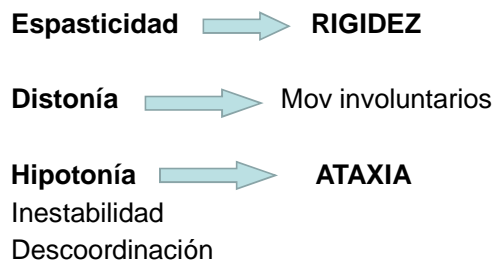 Espasticidad RIGIDEZ
Distonía Mov involuntarios
Hipotonía ATAXIA
Inestabilidad
Descoordinación